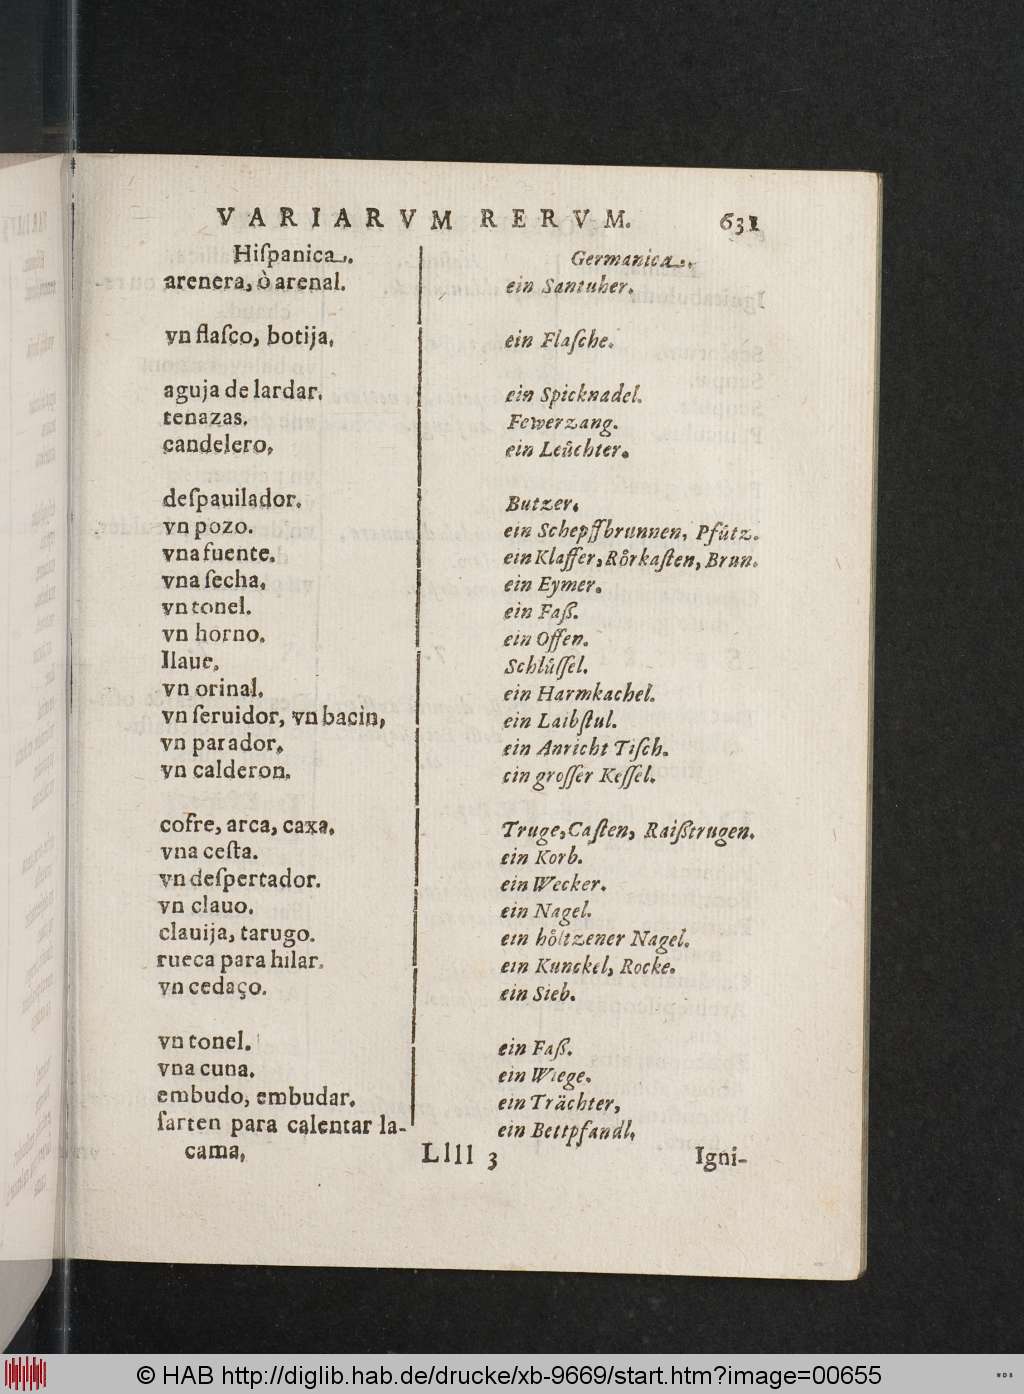 VARIARVM RERVM. 631
Hiſpanica. Germanica.
arenera, ò arenal. ein Santuher.
vn flaſco, botija, ein Flaſche.
aguja de lardar. ein Spicknadel.
tenazas. Fewerzang.
candelero, ein Leůchter.
deſpauilador. Butzer.
vn pozo. ein Schepffbrunnen, Pfůtz.
vna fuente. ein Klaffer, Rôrkaſten, Brun.
vna ſecha, ein Eymer.
vn tonel. ein Faß.
vn horno. ein Offen.
llaue. Schlůſſel.
vn orinal. ein Harmkachel.
vn ſeruidor, vn bacin, ein Laibſtul.
vn parador, ein Anricht Tiſch.
vn calderon. ein groſſer Keſſel.
cofre, arca, caxa. Truge, Caſten, Raißtrugen.
vna ceſta. ein Korb.
vn deſpertador. ein Wecker.
vn clauo. ein Nagel.
clauija, tarugo. ein hôltzener Nagel.
rueca para hilar. ein Kunckel, Rocke.
vn cedaço. ein Sieb.
vn tonel. ein Faß.
vna cuna. ein Wiege.
embudo, embudar. ein Trächter,
ſarten para calentar la- ein Bettpfandl,
cama,
Llll 3 Igni-
© HAB http://diglib.hab.de/drucke/xb-9669/start.htm?image=00655